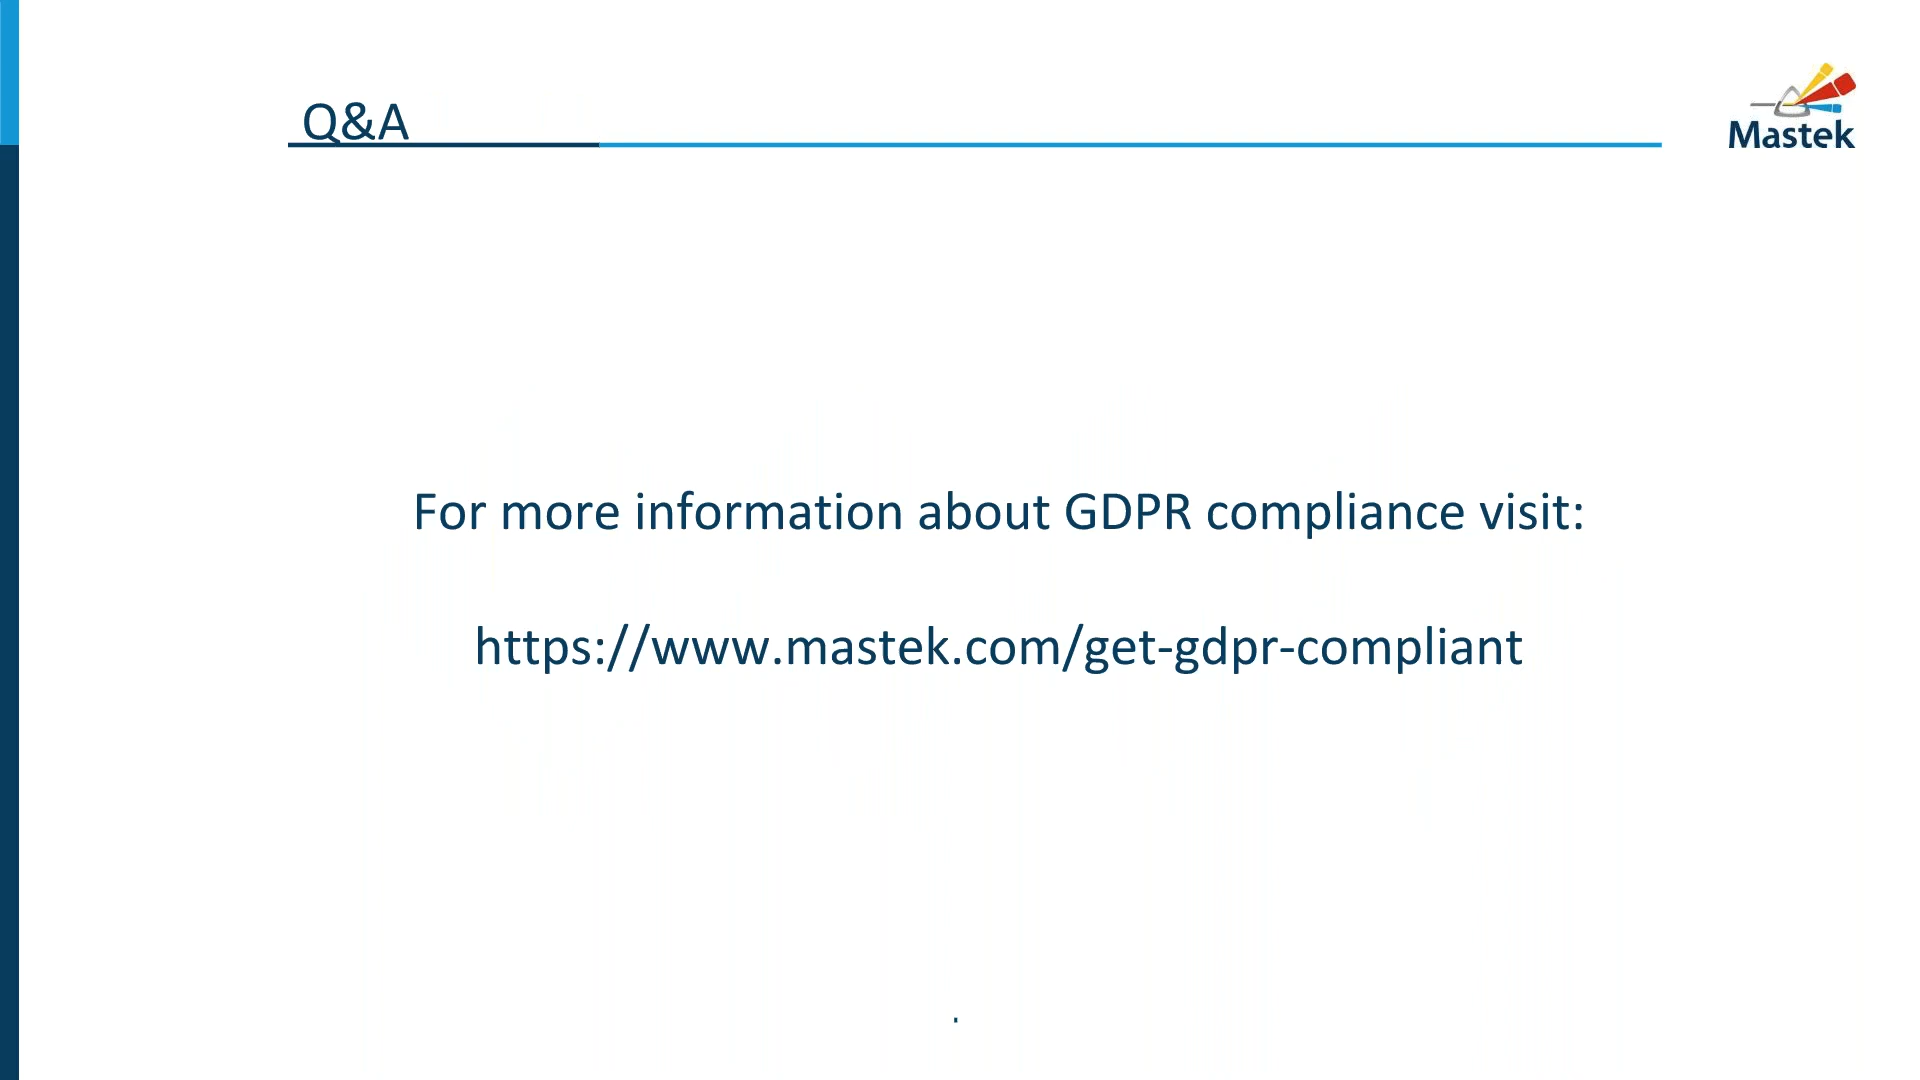 Q&A
Mastek
For more information about GDPR compliance visit:
https://www.mastek.com/get-gdpr-compliant
.